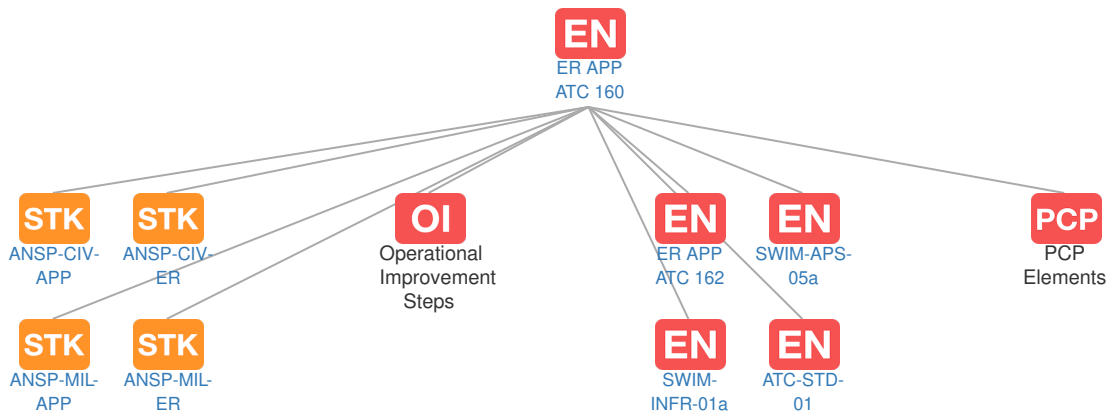 EN
ER APP
ATC 160
STK
ANSP-CIV-
APP
STK
ANSP-CIV-
ER
OI
Operational
Improvement
Steps
EN
ER APP
ATC 162
EN
SWIM-APS-
05a
PCP
PCP
Elements
STK
ANSP-MIL-
APP
STK
ANSP-MIL-
ER
EN
SWIM-
INFR-01a
EN
ATC-STD-
01